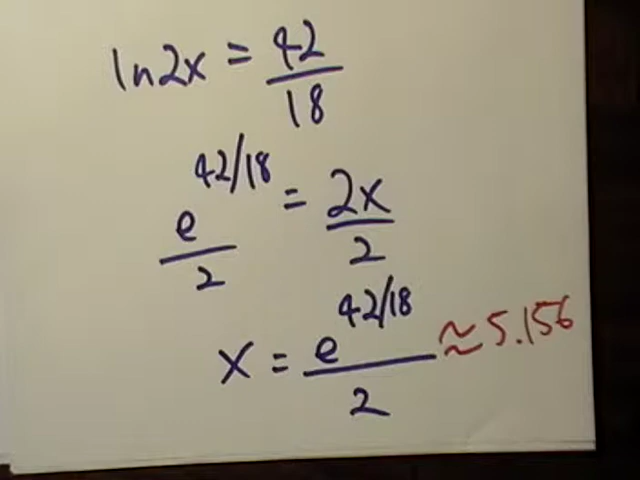 ln2x = 42/18
e^42/18 / 2 = 2x/2
x = e^42/18 / 2 ≈ 5.156